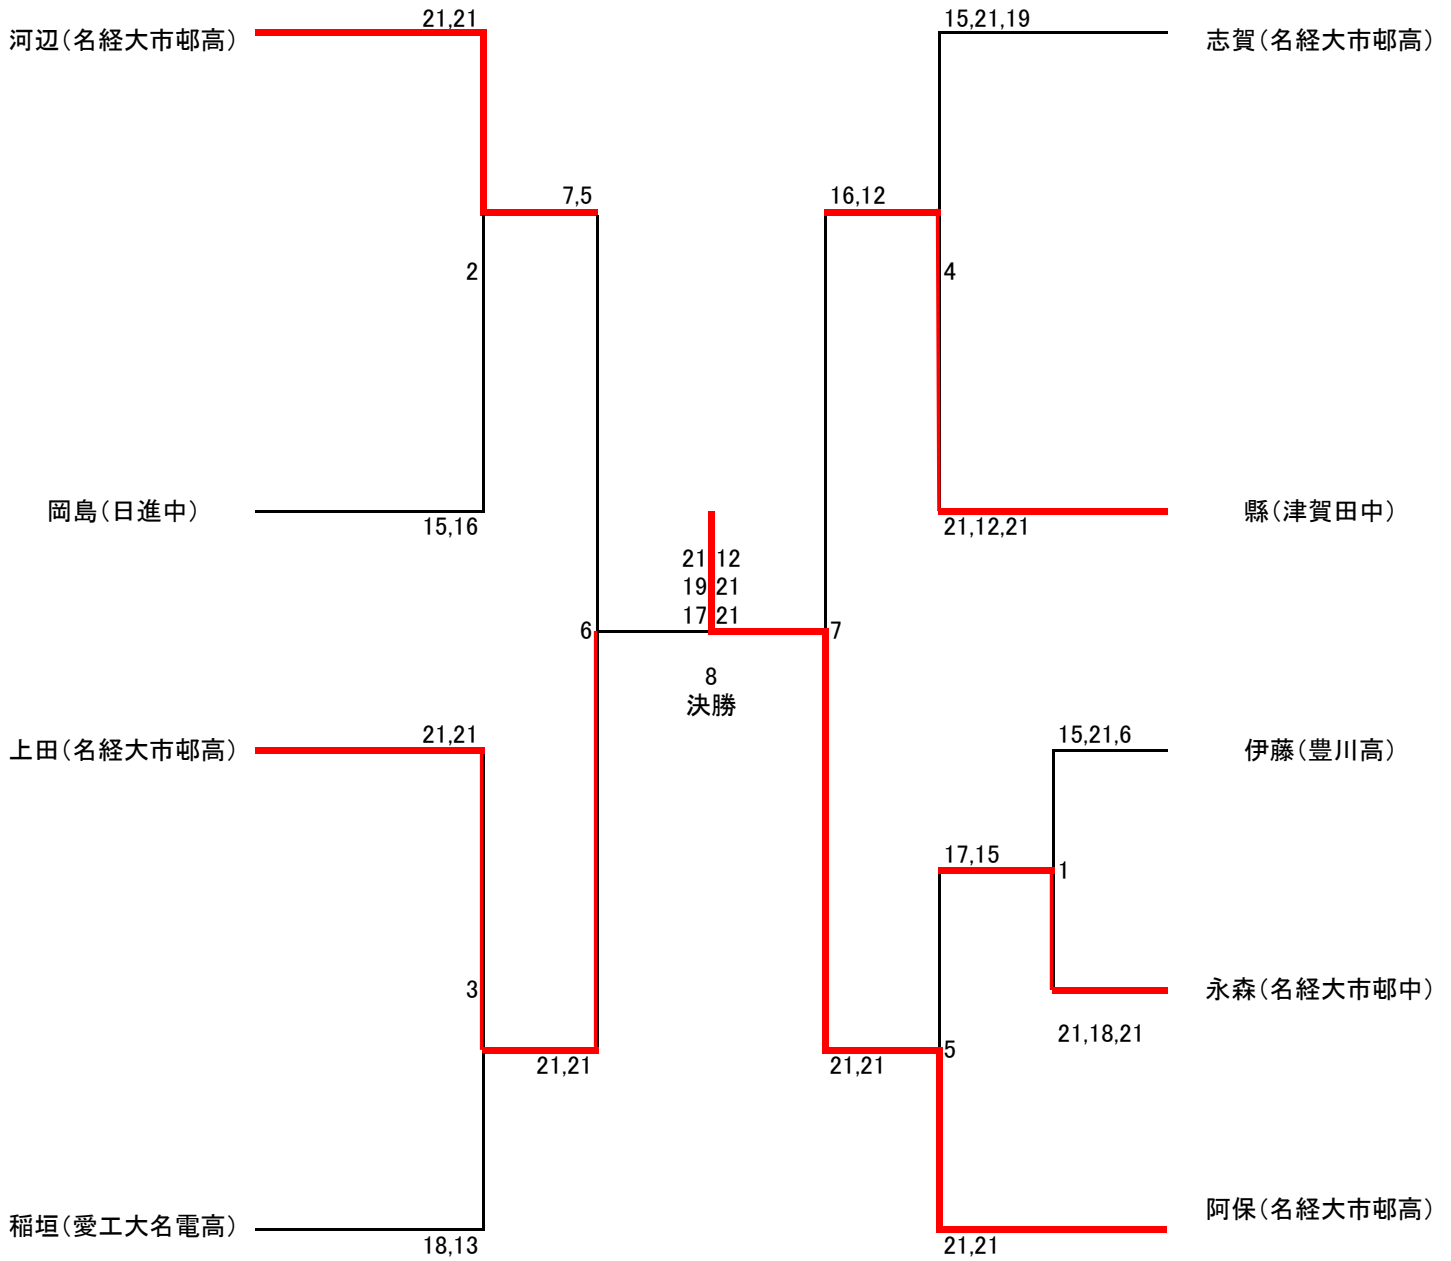 21,21
15,21,19
河辺(名経大市邨高)
志賀(名経大市邨高)
7,5
16,12
2
4
岡島(日進中)
縣(津賀田中)
15,16
21,12,21
21 12
19 21
17 21
6
7
8
決勝
21,21
15,21,6
上田(名経大市邨高)
伊藤(豊川高)
17,15
1
3
永森(名経大市邨中)
21,18,21
5
21,21
21,21
稲垣(愛工大名電高)
阿保(名経大市邨高)
18,13
21,21